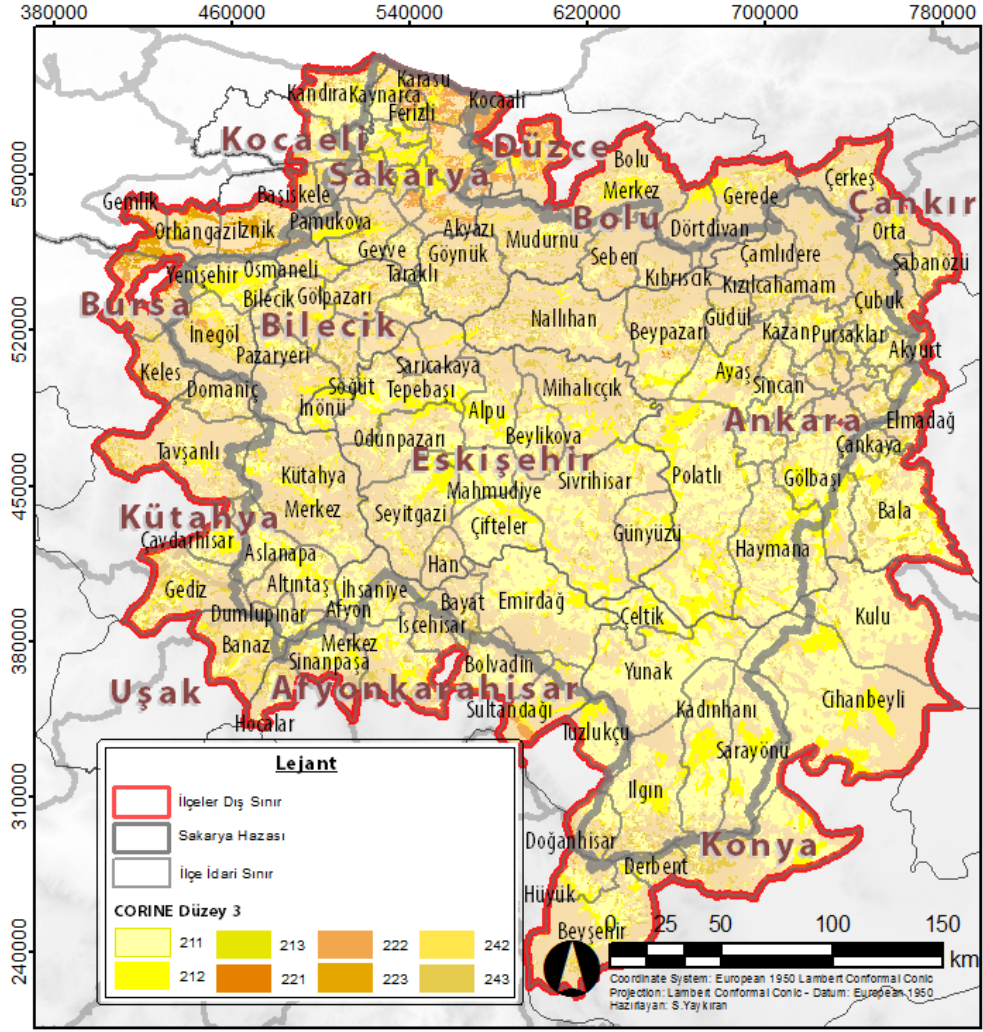 380000 460000 540000 620000 700000 780000
590000
520000
450000
380000
310000
240000
Karasu
Kandıra Kaynarca
Kocaali
Ferizli
Kocaeli
Düzce
Bolu
Sakarya
Merkez
Gerede
Çerkeş
Gemlik
Başiskele
Çankır
Orhangazi İznik
Pamukova
Akyazı
Bolu
Dörtdivan
Orta
Mudurnu
Geyve
Göynük
Seben
Çamlıdere
Şabanözü
Yenişehir
Osmaneli
Taraklı
Kıbrıscık
Kızılcahamam
Bursa
Bilecik
Gölpazarı
Çubuk
Bilecik
Nallıhan
Güdül
İnegöl
Beypazarı
Kazan
Pursaklar
Pazaryeri
Akyurt
Keles
Sarıcakaya
Ayaş
Domaniç
Söğüt
Tepebaşı
Mihalıççık
Sincan
İnönü
Alpu
Ankara
Elmadağ
Odunpazarı
Beylikova
Çankaya
Tavşanlı
Eskişehir
Kütahya
Sivrihisar
Polatlı
Gölbaşı
Mahmudiye
Merkez
Seyitgazi
Çifteler
Bala
Kütahya
Günyüzü
Çavdarhisar
Aslanapa
Haymana
Han
Gediz
Altıntaş
İhsaniye
Bayat
Emirdağ
Dumlupınar
Afyon
Çeltik
Kulu
İscehisar
Banaz
Merkez
Sinanpaşa
Bolvadin
Yunak
Uşak
Afyonkarahisar
Cihanbeyli
Sultandağı
Kadınhanı
Hocalar
Tuzlukçu
Sarayönü
Ilgın
Doğanhisar
Konya
Derbent
Hüyük
Beyşehir
Lejant
İlçeler Dış Sınır
Sakarya Hazası
İlçe İdari Sınır
CORINE Düzey 3
211 213 222 242
212 221 223 243
0 25 50 100 150
km
Coordinate System: European 1950 Lambert Conformal Conic
Projection: Lambert Conformal Conic - Datum: European 1950
Hazırlayan: S.Yaykıran